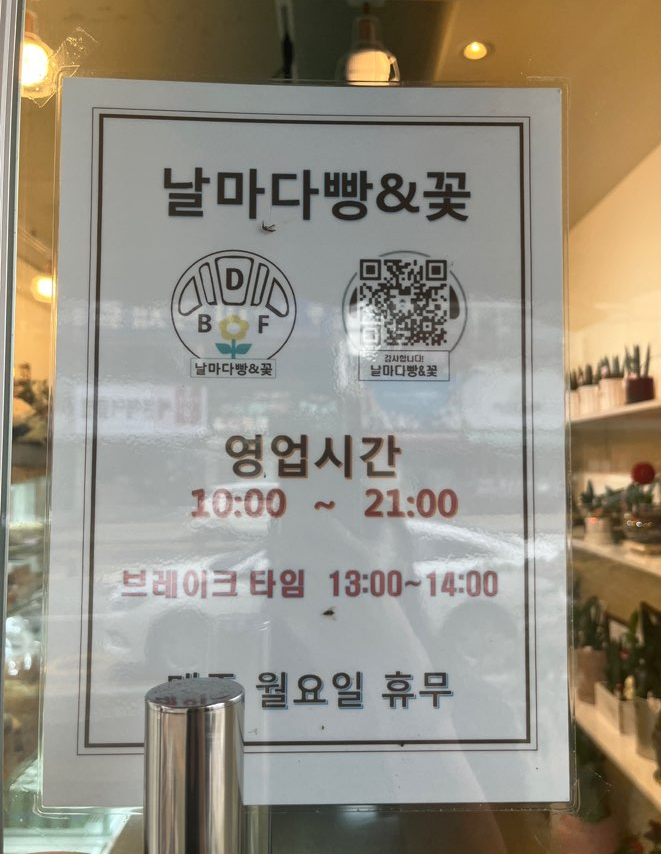 날마다빵&꽃
D
B F
날마다빵&꽃
감사합니다!
날마다빵&꽃
영업시간
10:00 ~ 21:00
브레이크 타임 13:00~14:00
월요일 휴무